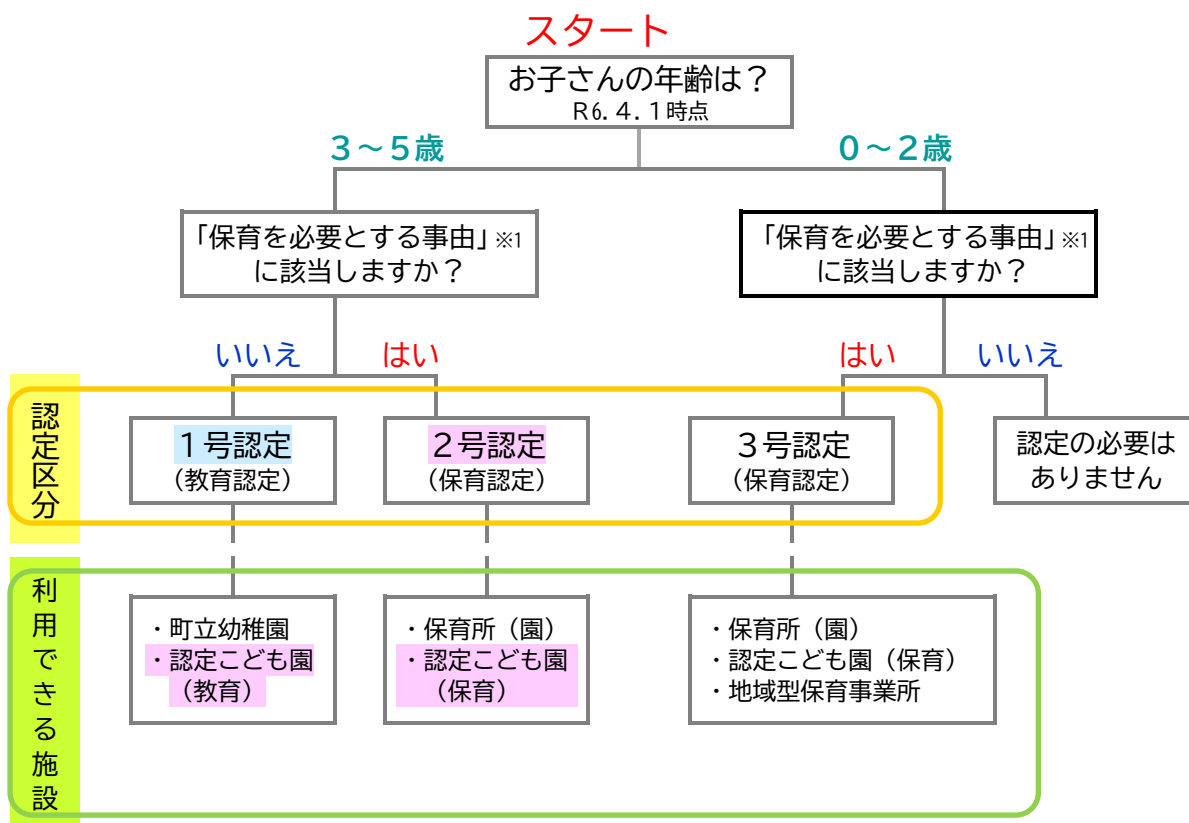 スタート
お子さんの年齢は？
R6．４．１時点
３～５歳
０～２歳
「保育を必要とする事由」※1
に該当しますか？
「保育を必要とする事由」※1
に該当しますか？
いいえ
はい
はい
いいえ
認定区分
１号認定
（教育認定）
２号認定
（保育認定）
３号認定
（保育認定）
認定の必要は
ありません
利用できる施設
・町立幼稚園
・認定こども園
（教育）
・保育所（園）
・認定こども園
（保育）
・保育所（園）
・認定こども園（保育）
・地域型保育事業所